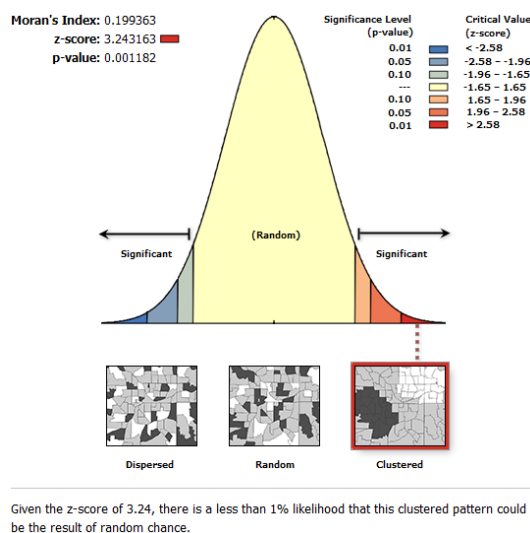 Moran's Index: 0.199363
z-score: 3.243163
p-value: 0.001182
Significance Level
(p-value)
Critical Value
(z-score)
0.01 < -2.58
0.05 -2.58 – -1.96
0.10 -1.96 – -1.65
--- -1.65 – 1.65
0.10 1.65 – 1.96
0.05 1.96 – 2.58
0.01 > 2.58
(Random)
Significant
Significant
Dispersed
Random
Clustered
Given the z-score of 3.24, there is a less than 1% likelihood that this clustered pattern could
be the result of random chance.